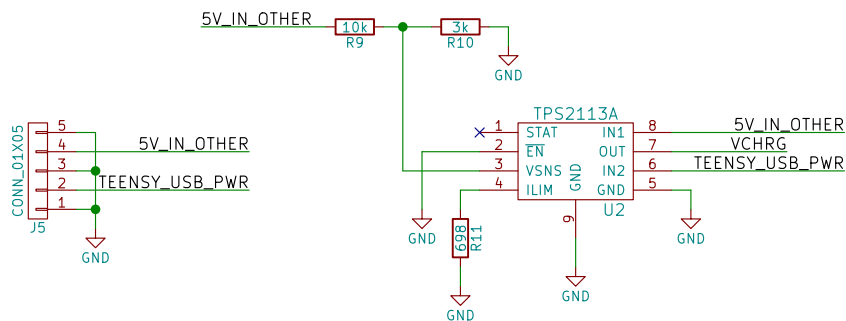 5V_IN_OTHER
10k
R9
3k
R10
GND
CONN_01X05
5
4
3
2
1
J5
5V_IN_OTHER
TEENSY_USB_PWR
GND
TPS2113A
1 STAT IN1 8
2 EN OUT 7
3 VSNS IN2 6
4 ILIM GND 5
GND
9
U2
5V_IN_OTHER
VCHRG
TEENSY_USB_PWR
GND
698
R11
GND
GND
GND